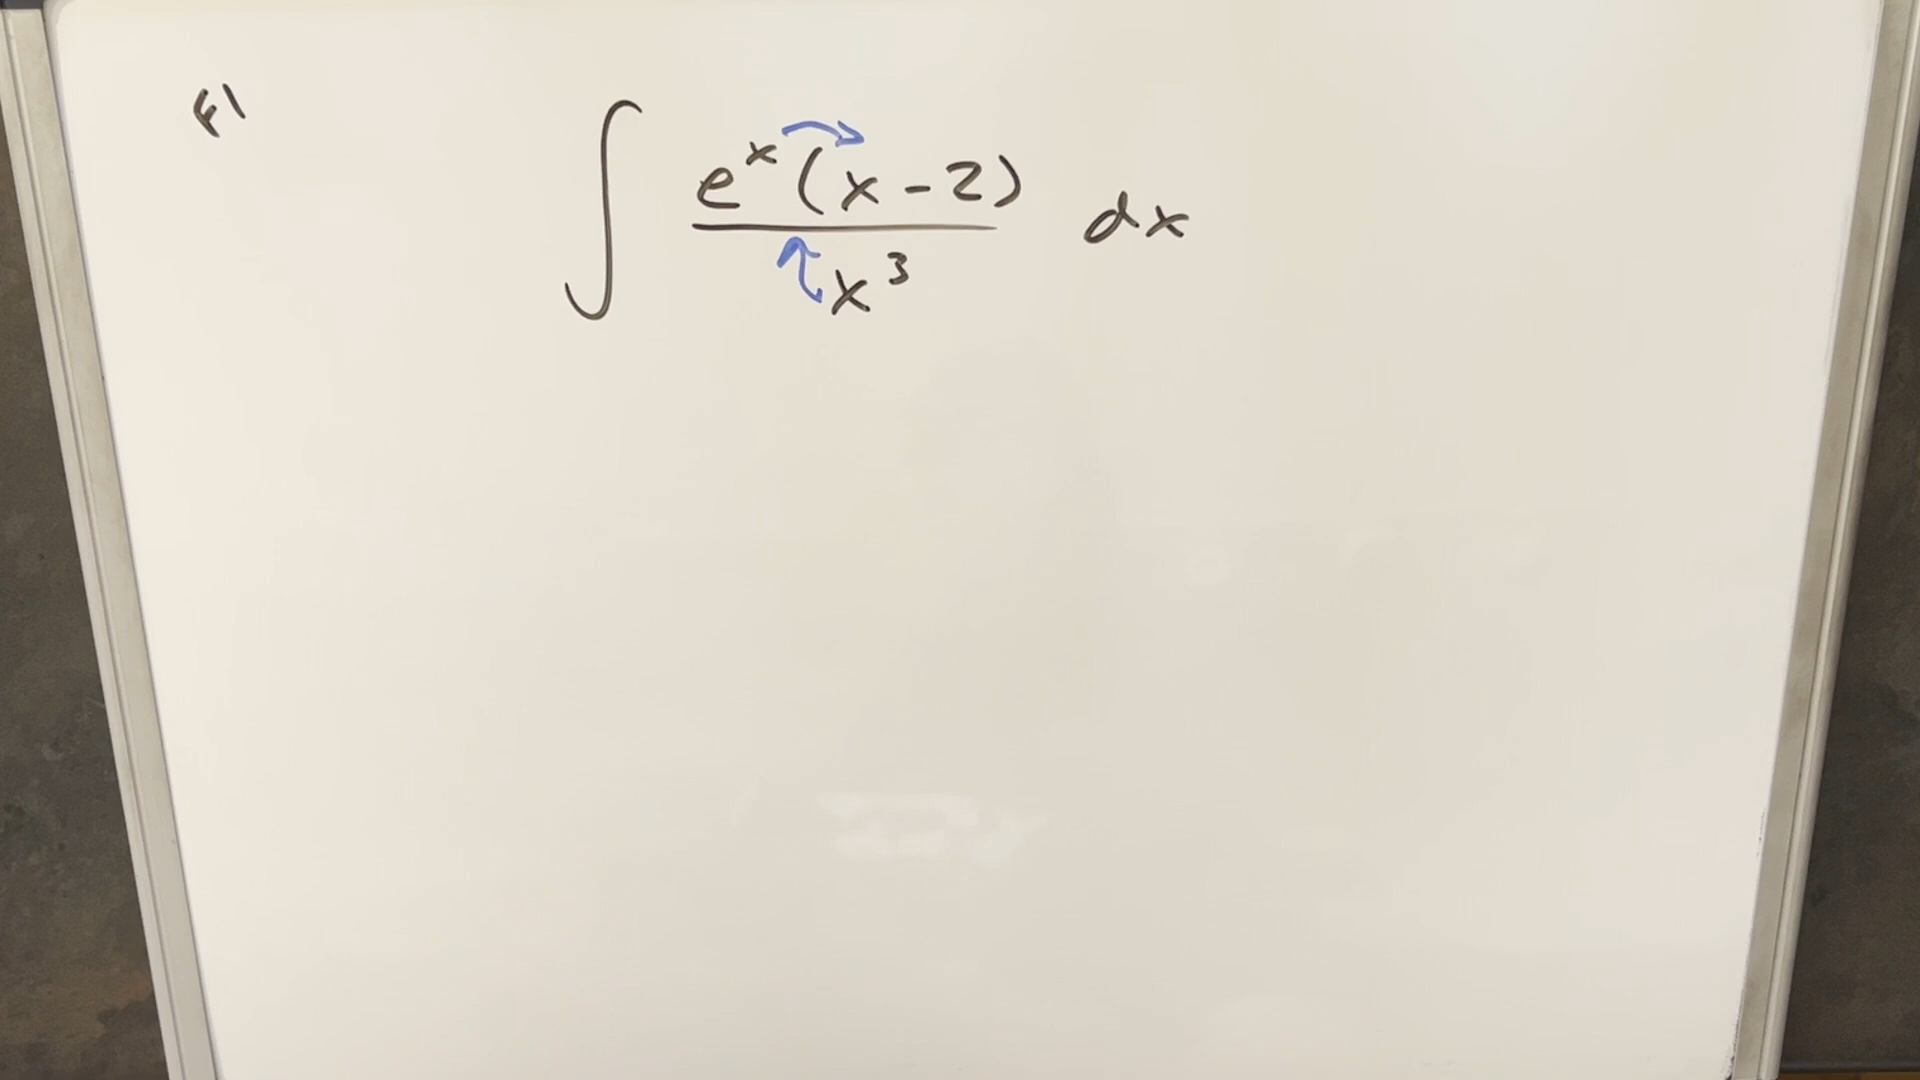 F1
∫ e^x (x - 2) / x^3 dx